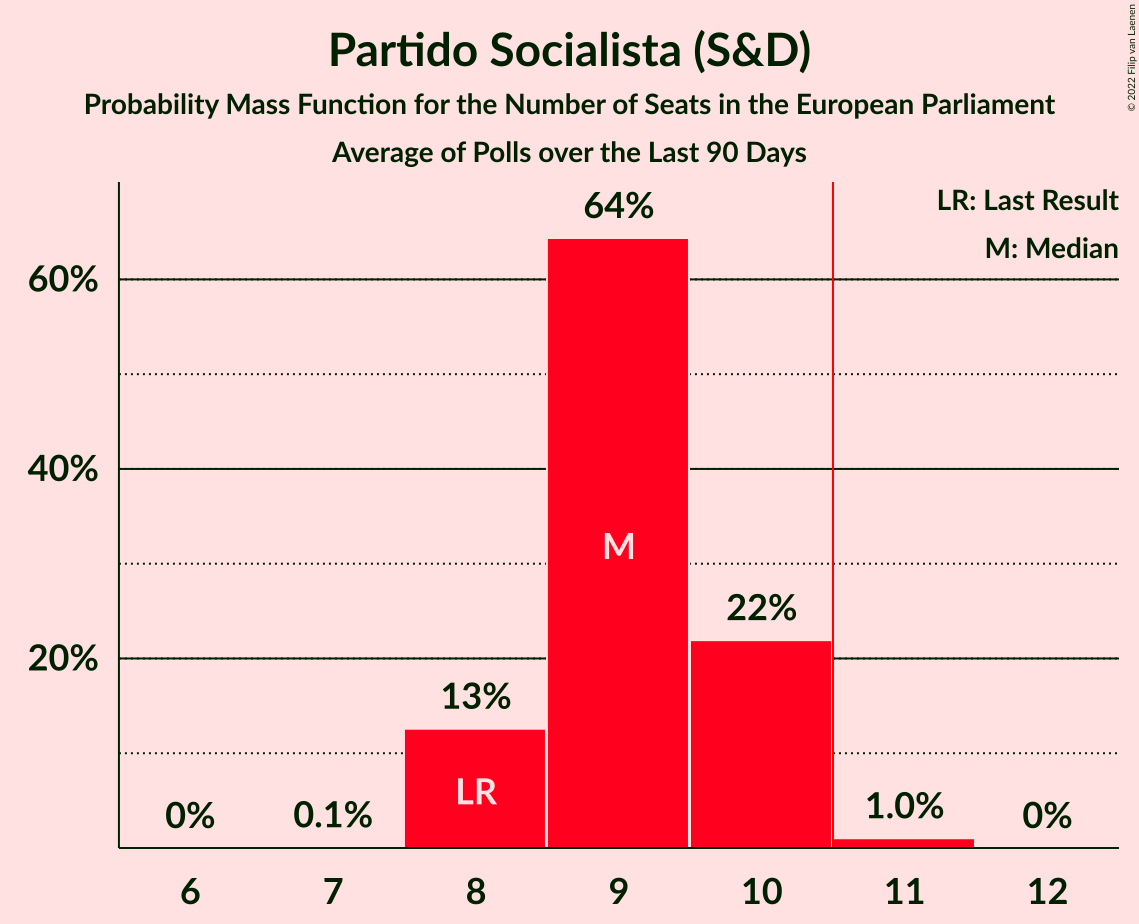 Partido Socialista (S&D)
Probability Mass Function for the Number of Seats in the European Parliament
Average of Polls over the Last 90 Days
© 2022 Filip van Laenen
LR: Last Result
M: Median
60%
40%
20%
0%
0.1%
13%
64%
22%
1.0%
0%
LR
M
6
7
8
9
10
11
12